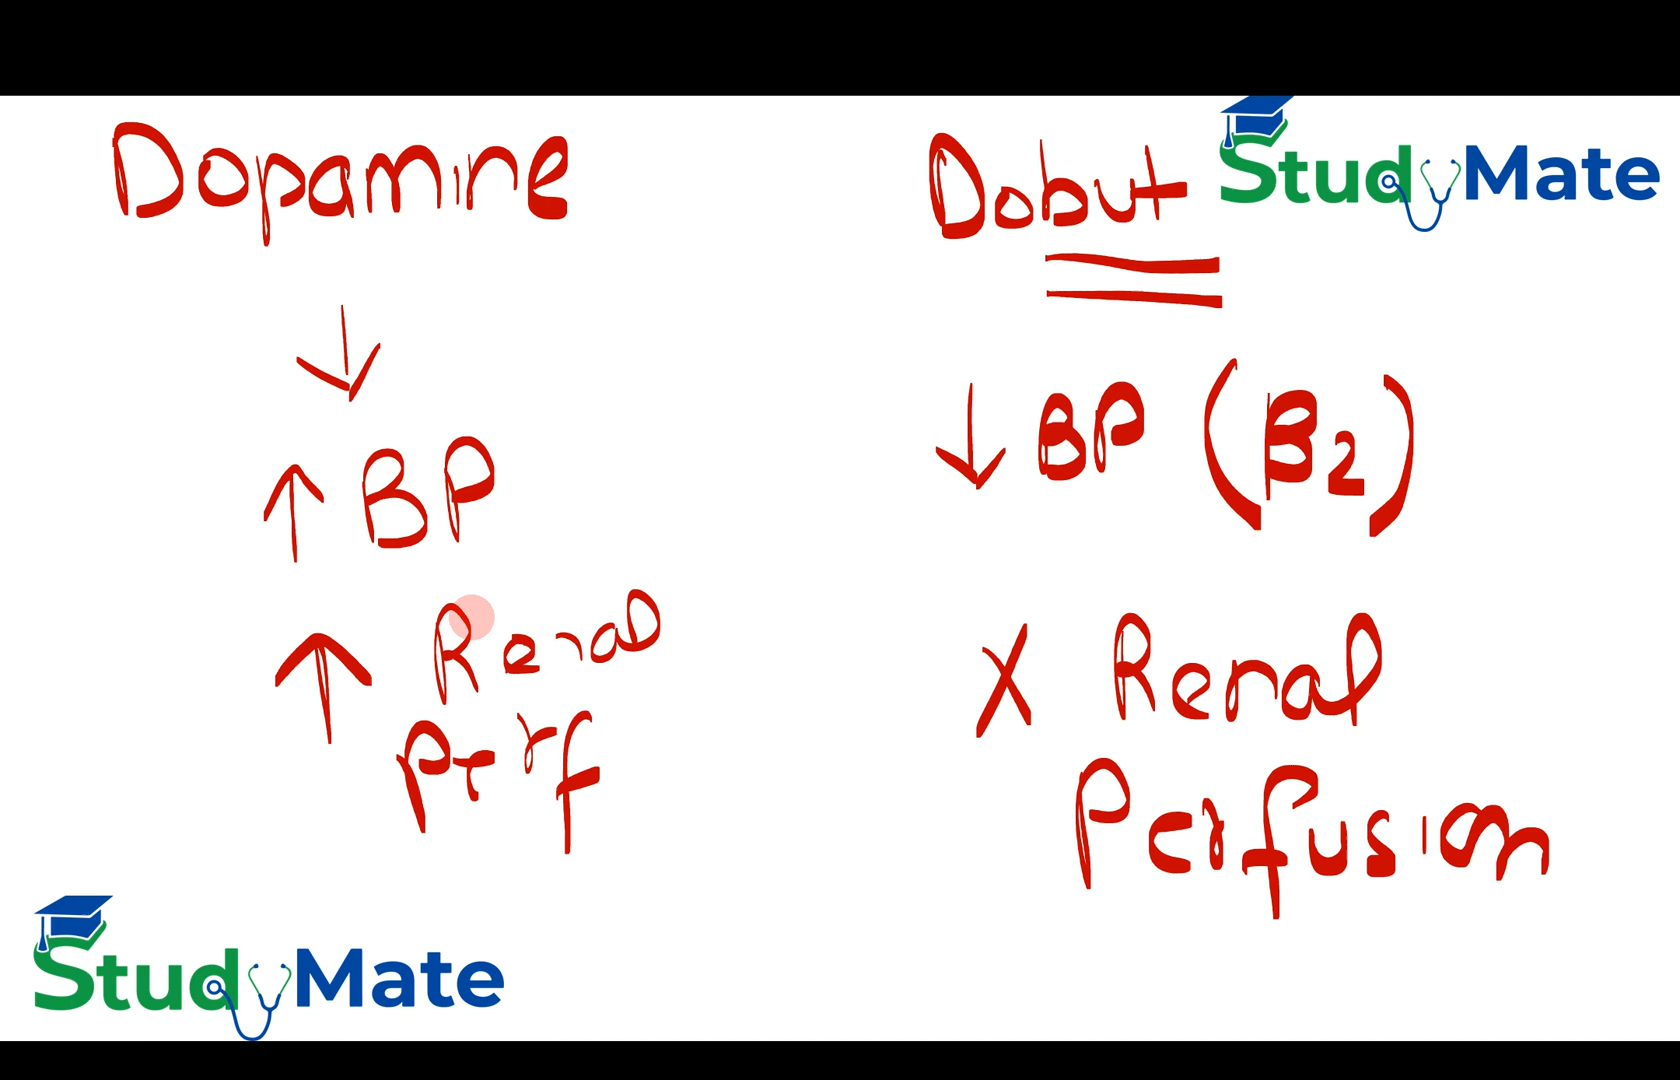 Dopamine
↑ BP
↑ Renal
Perf
Dobut
↓ BP (B2)
X Renal
Perfusion
StudyMate
StudyMate